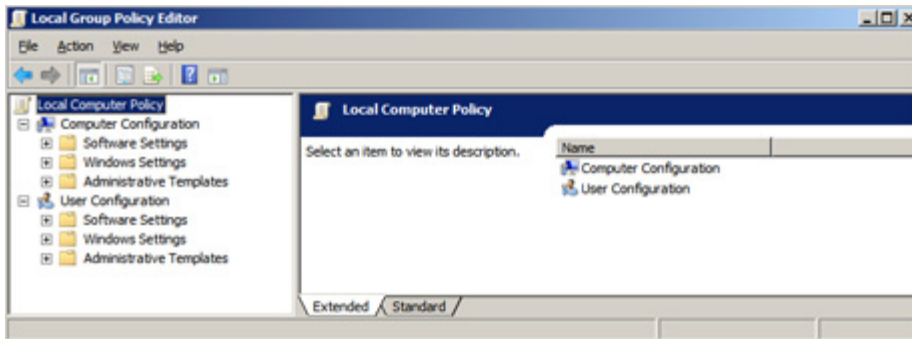 Local Group Policy Editor
File Action View Help
Local Computer Policy
Computer Configuration
Software Settings
Windows Settings
Administrative Templates
User Configuration
Software Settings
Windows Settings
Administrative Templates
Local Computer Policy
Select an item to view its description.
Name
Computer Configuration
User Configuration
Extended Standard